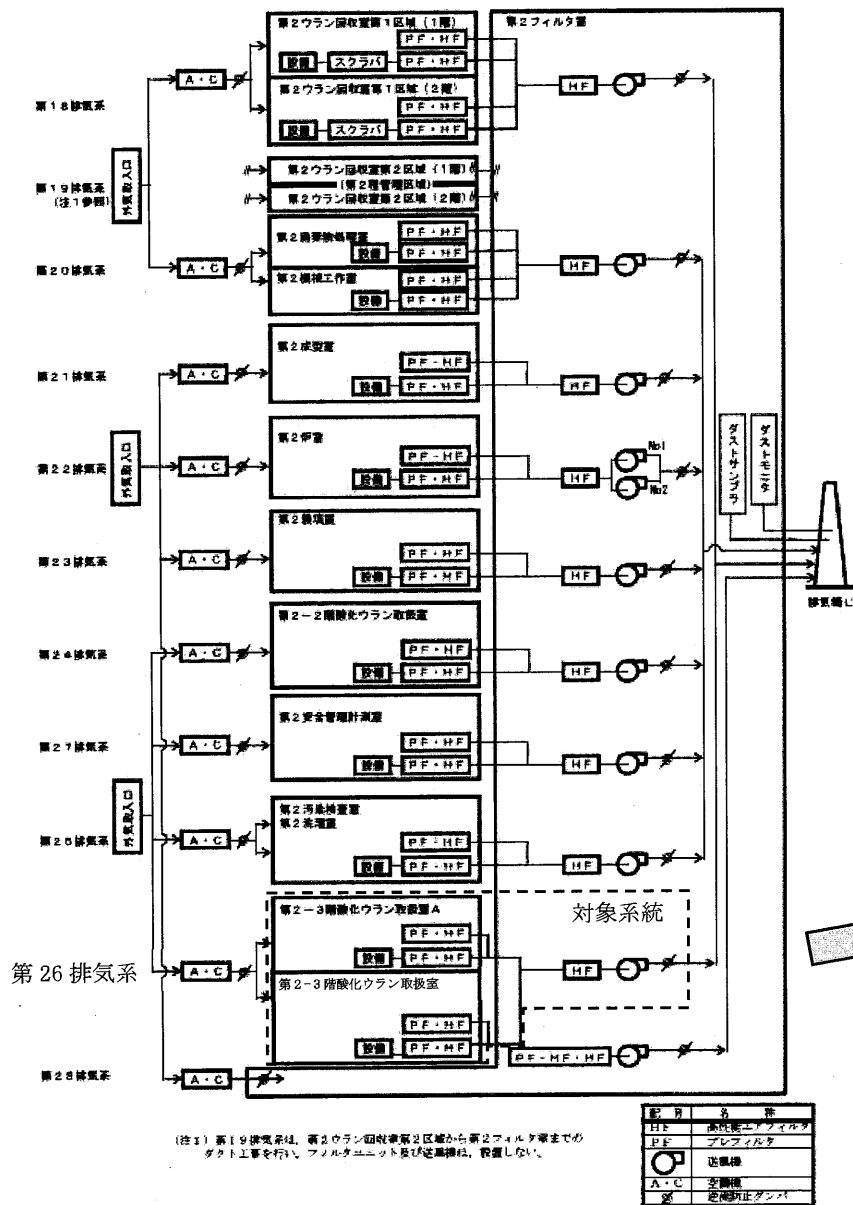 第2ウラン回収室第1区域(1階)
PF・HF
設備
スクラバ
PF・HF
第2ウラン回収室第1区域(2階)
PF・HF
設備
スクラバ
PF・HF
第2フィルタ室
A・C
HF
第18排気系
外気取入口
第19排気系
(注1参照)
第2ウラン回収室第2区域(1階)
(第2種管理区域)
第2ウラン回収室第2区域(2階)
第20排気系
A・C
第2廃棄物処理室
PF・HF
設備
PF・HF
第2機械工作室
PF・HF
設備
PF・HF
HF
第21排気系
A・C
第2成型室
PF・HF
設備
PF・HF
HF
第22排気系
外気取入口
A・C
第2炉室
PF・HF
設備
PF・HF
HF
No1
No2
ダストサンプラ
ダストモニタ
第23排気系
A・C
PF・HF
設備
PF・HF
HF
第24排気系
A・C
第2-2階酸化ウラン取扱室
PF・HF
設備
PF・HF
HF
第27排気系
A・C
第2安全管理計測室
PF・HF
設備
PF・HF
HF
第25排気系
外気取入口
A・C
第2汚染検査室
第2洗濯室
PF・HF
設備
PF・HF
HF
第26排気系
A・C
第2-3階酸化ウラン取扱室A
PF・HF
設備
PF・HF
対象系統
HF
第2-3階酸化ウラン取扱室
PF・HF
設備
PF・HF
PF・HF・HF
第28排気系
A・C
(注1) 第19排気系は、第2ウラン回収室第2区域から第2フィルタ室までの
ダクト工事を行い、フィルタユニット及び送風機は、設置しない。
記号 名称
HF 高性能エアフィルタ
PF プレフィルタ
送風機
A・C 空調機
逆流防止ダンパ